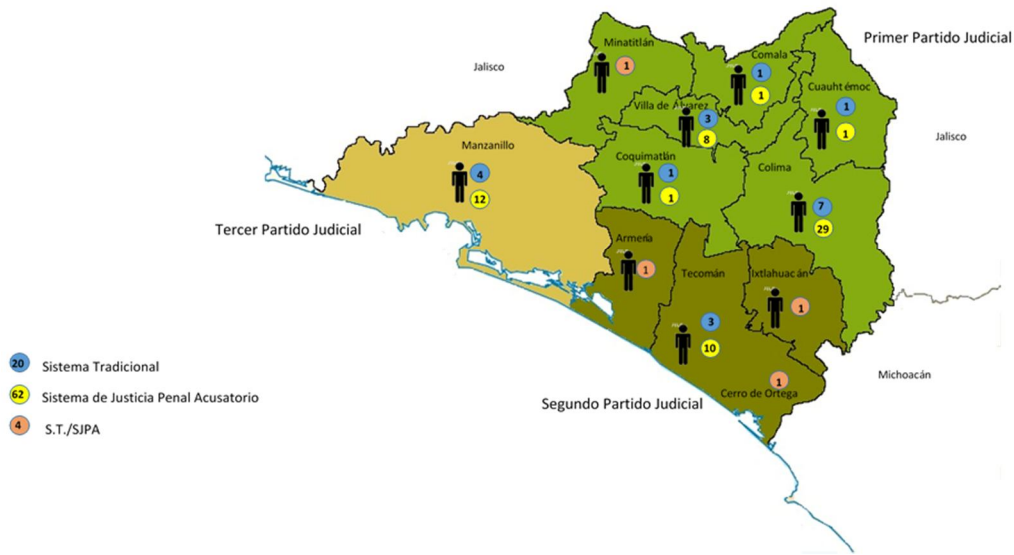 Primer Partido Judicial
Minatitlán
1
Jalisco
Comala
1
1
Cuauhtémoc
1
1
Villa de Alvarez
3
8
Jalisco
Manzanillo
4
12
Coquimatlán
1
1
Colima
7
29
Tercer Partido Judicial
Armería
1
Tecomán
3
10
Ixtlahuacán
1
Michoacán
1
Cerro de Ortega
Segundo Partido Judicial
20 Sistema Tradicional
62 Sistema de Justicia Penal Acusatorio
4 S.T./SJPA